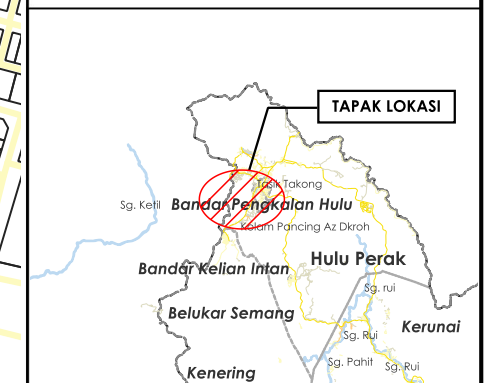 TAPAK LOKASI
Tasik Takong
Sg. Ketil
Bandar Pengkalan Hulu
Kolam Pancing Az Dkroh
Hulu Perak
Bandar Kelian Intan
Sg. rui
Belukar Semang
Kerunai
Sg. Rui
Sg. Pahit
Sg. Rui
Kenering